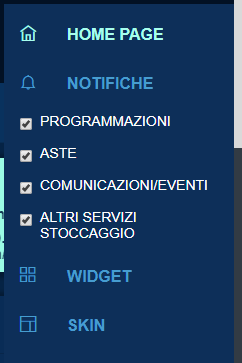 HOME PAGE
NOTIFICHE
PROGRAMMAZIONI
ASTE
COMUNICAZIONI/EVENTI
ALTRI SERVIZI
STOCCAGGIO
WIDGET
SKIN